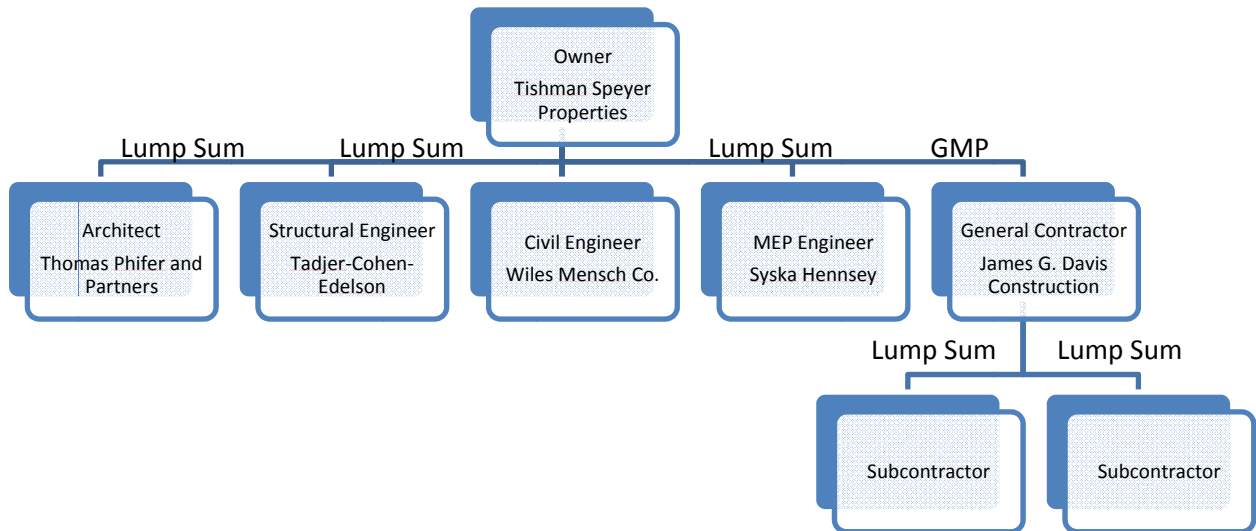 Owner
Tishman Speyer
Properties
Lump Sum
Lump Sum
Lump Sum
GMP
Architect
Thomas Phifer and
Partners
Structural Engineer
Tadjer-Cohen-
Edelson
Civil Engineer
Wiles Mensch Co.
MEP Engineer
Syska Hennsey
General Contractor
James G. Davis
Construction
Lump Sum
Lump Sum
Subcontractor
Subcontractor